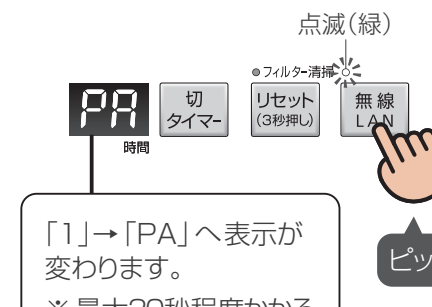 点滅（緑）
●フィルター清掃
PA
切
タイマー
リセット
（3秒押し）
無線
LAN
時間
「1」→「PA」へ表示が
変わります。
ピッ